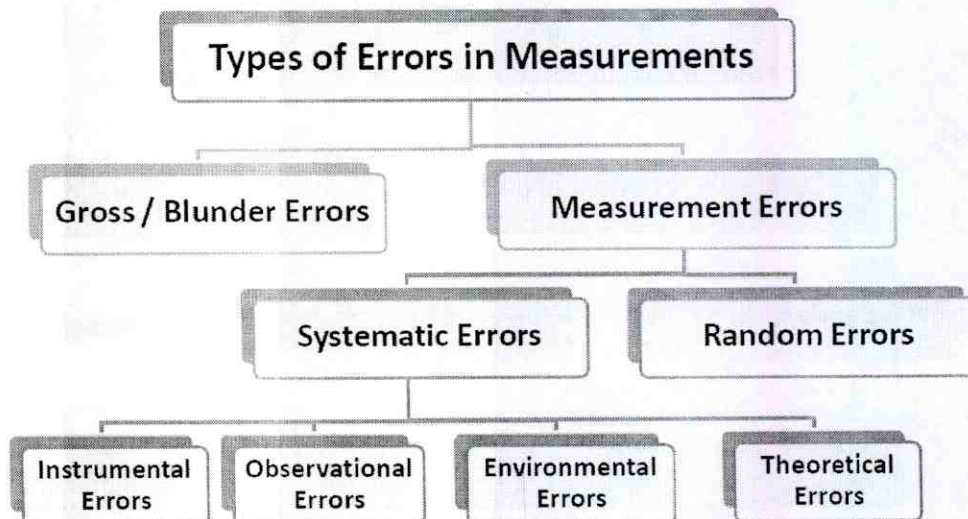 Types of Errors in Measurements
Gross / Blunder Errors
Measurement Errors
Systematic Errors
Random Errors
Instrumental
Errors
Observational
Errors
Environmental
Errors
Theoretical
Errors